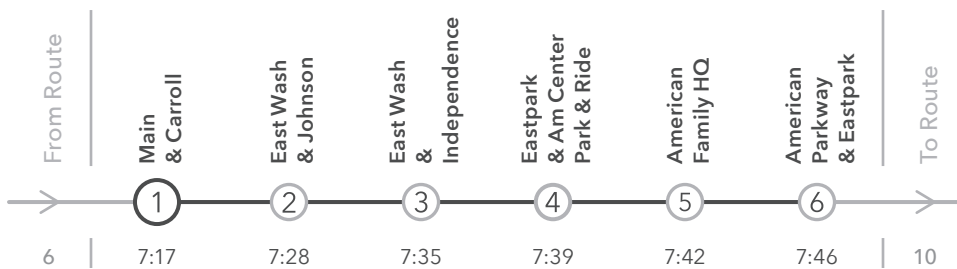 From Route
Main
& Carroll
East Wash
& Johnson
East Wash
&
Independence
Eastpark
& Am Center
Park & Ride
American
Family HQ
American
Parkway
& Eastpark
To Route
1
2
3
4
5
6
6
7:17
7:28
7:35
7:39
7:42
7:46
10